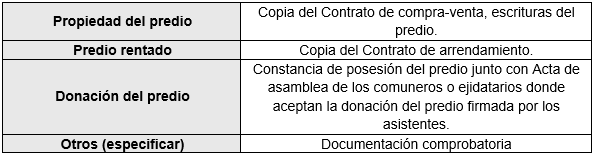 Propiedad del predio
Copia del Contrato de compra-venta, escrituras del
predio.
Predio rentado
Copia del Contrato de arrendamiento.
Donación del predio
Constancia de posesión del predio junto con Acta de
asamblea de los comuneros o ejidatarios donde
aceptan la donación del predio firmada por los
asistentes.
Otros (especificar)
Documentación comprobatoria